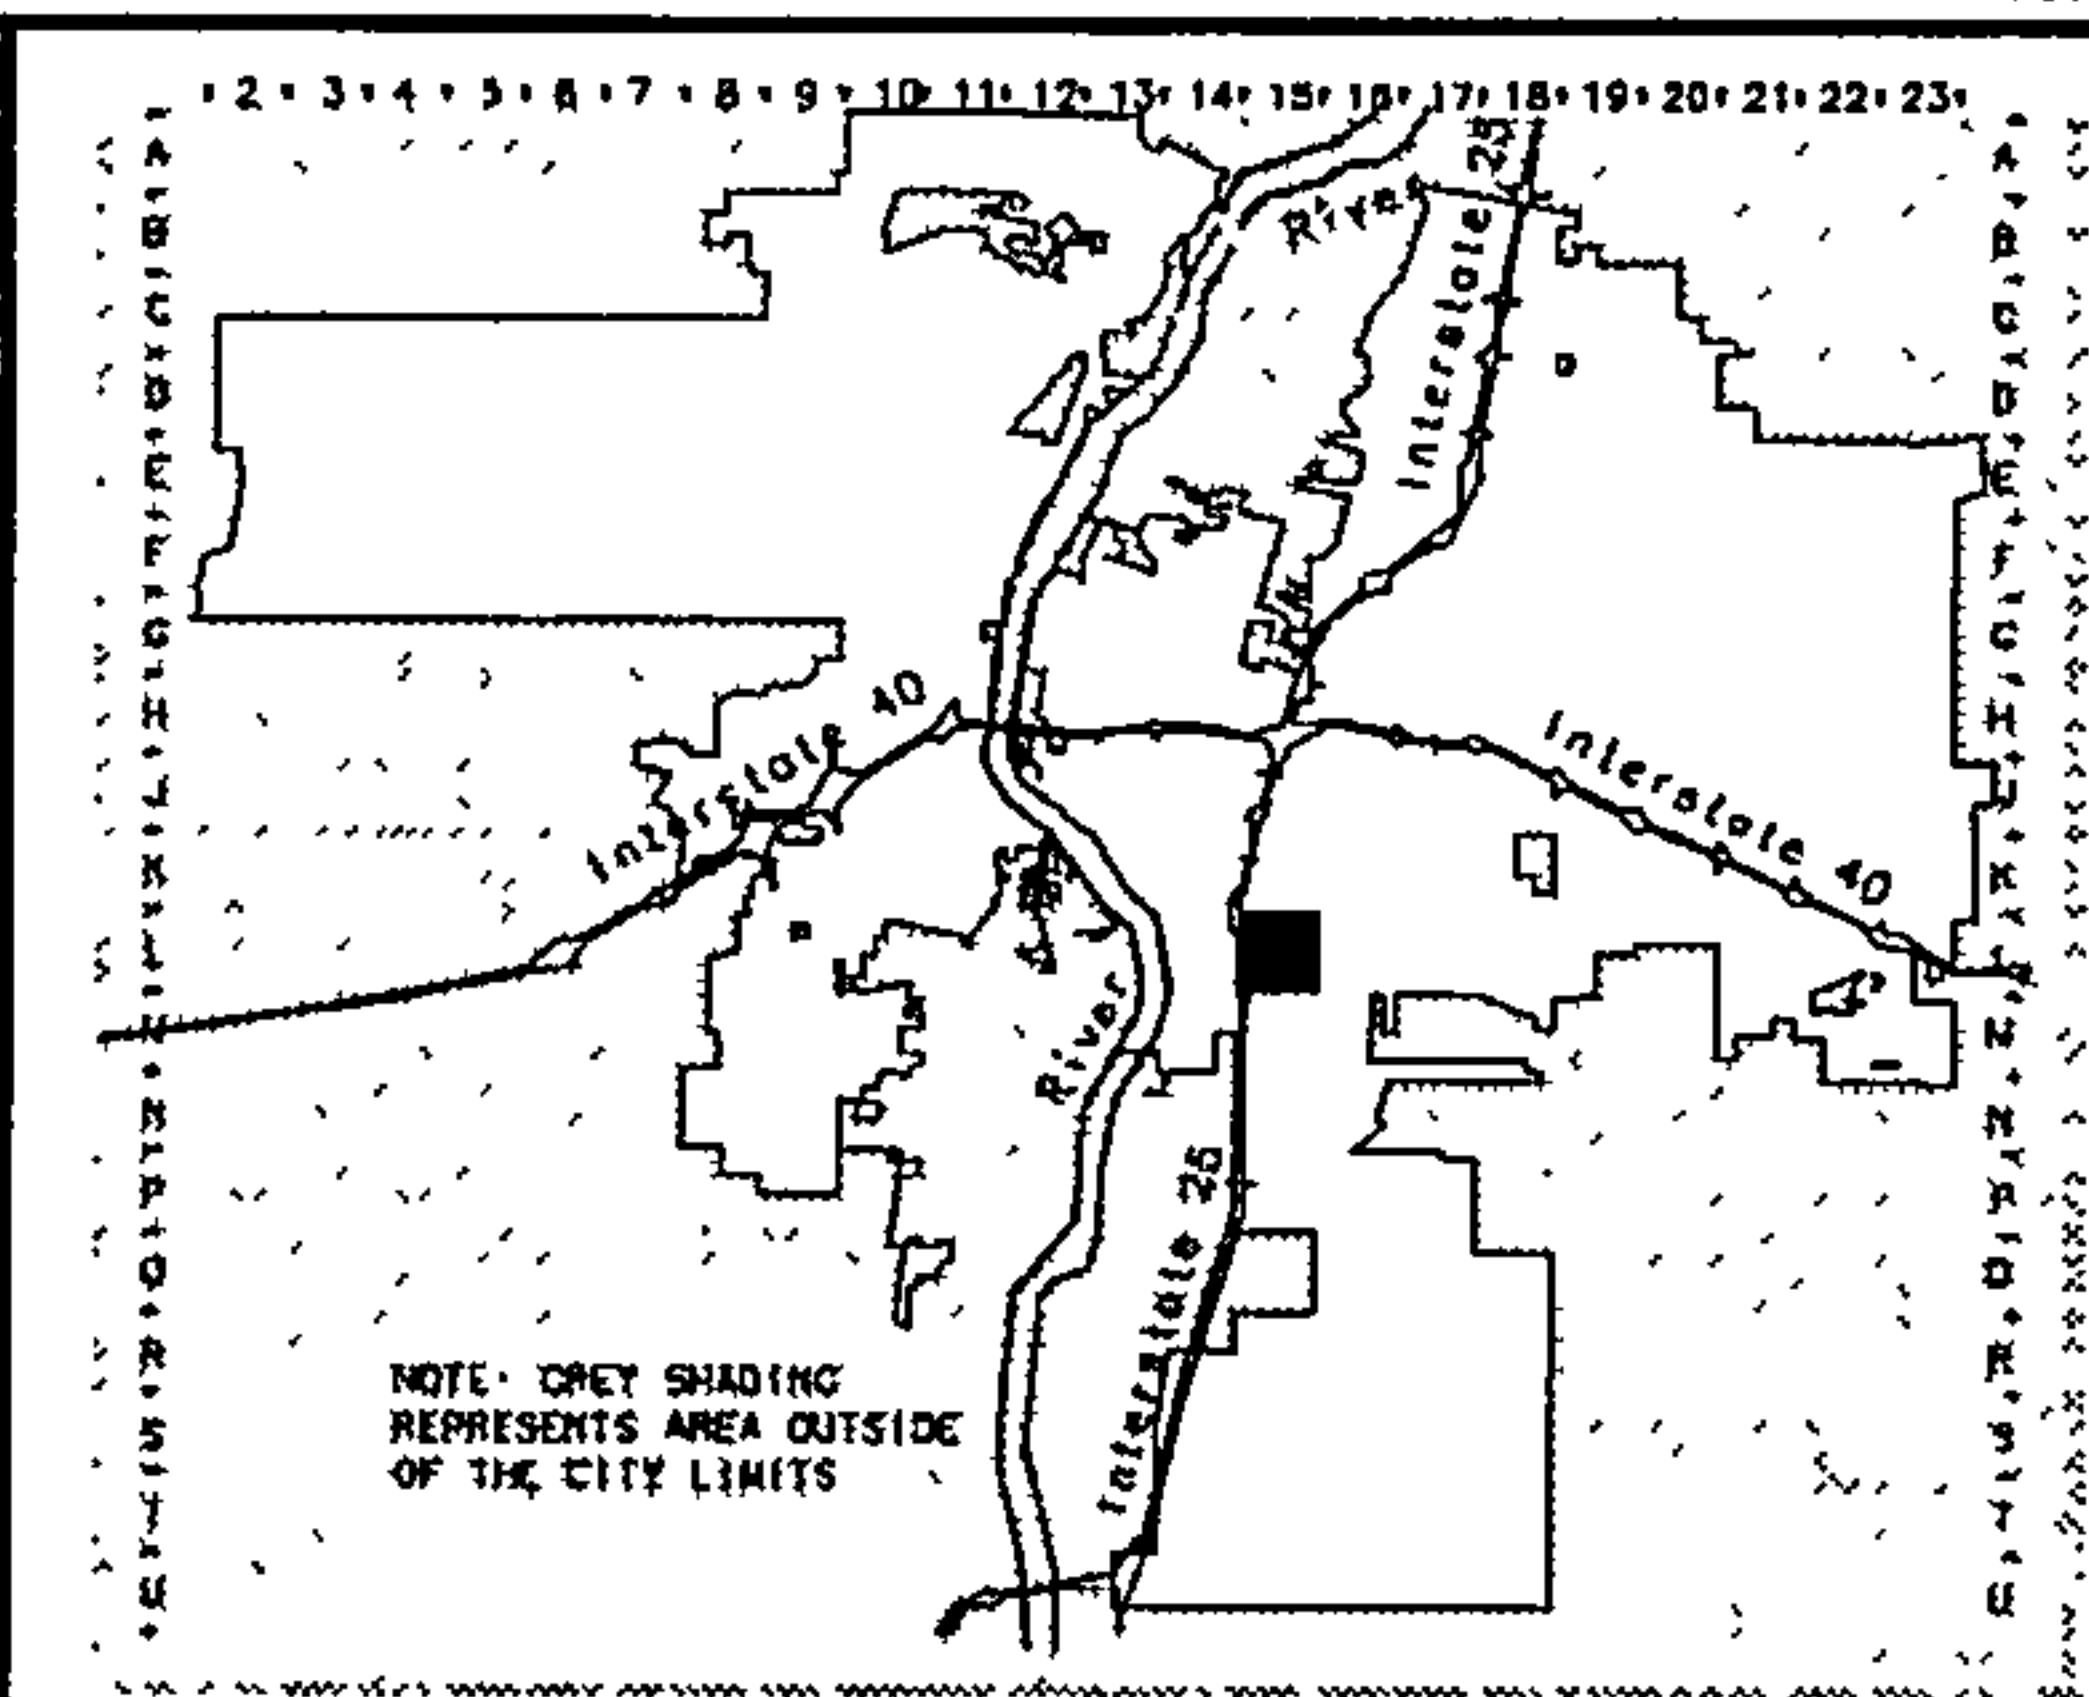 2 3 4 5 6 7 8 9 10 11 12 13 14 15 16 17 18 19 20 21 22 23
River
Interstate 25
Interstate 40
Interstate 40
River
Interstate 25
NOTE: GREY SHADING
REPRESENTS AREA OUTSIDE
OF THE CITY LIMITS